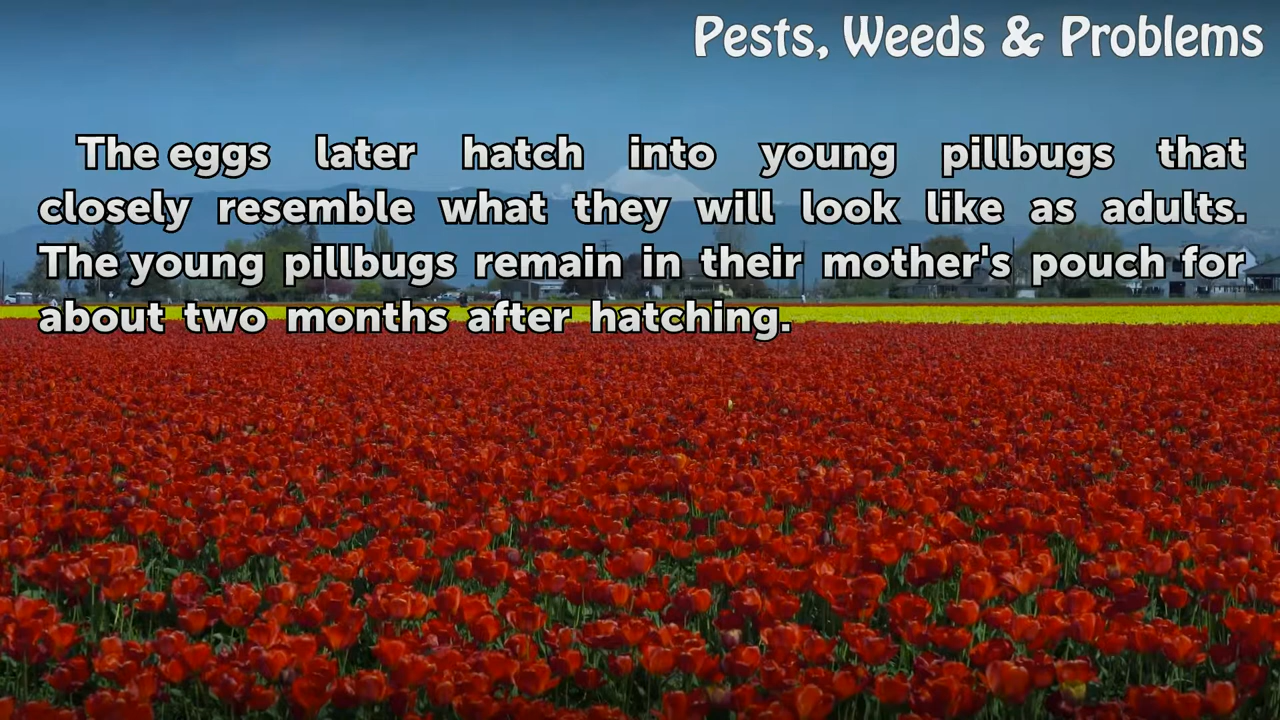 Pests, Weeds & Problems
The eggs later hatch into young pillbugs that
closely resemble what they will look like as adults.
The young pillbugs remain in their mother's pouch for
about two months after hatching.